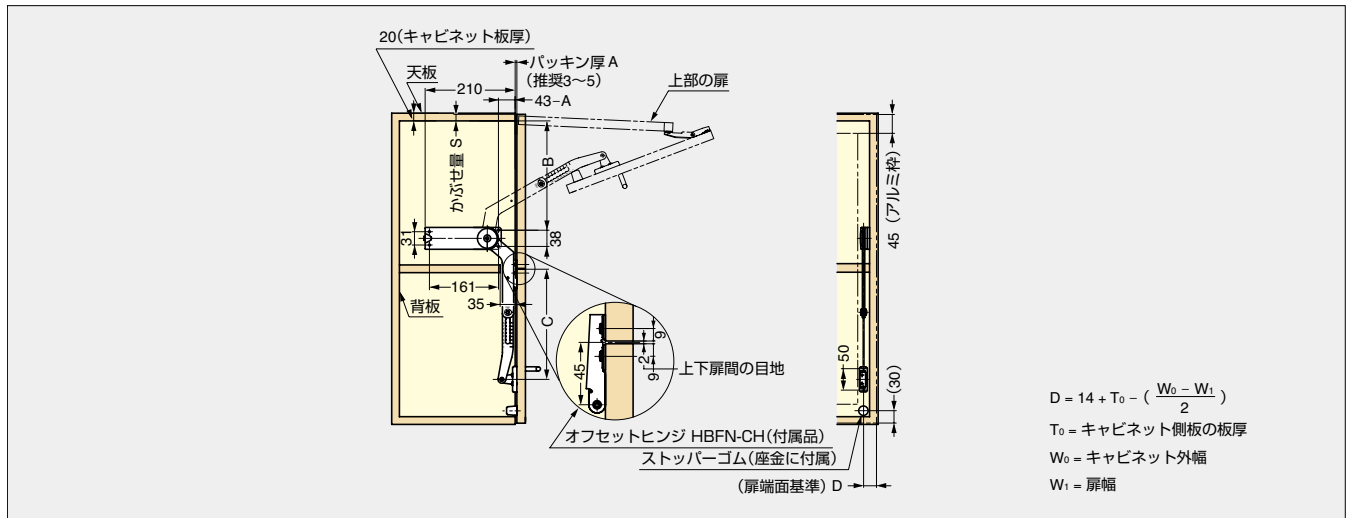 20(キャビネット板厚)
天板
210
パッキン厚 A
(推奨3〜5)
43−A
上部の扉
かぶせ量 S
B
31
38
161
35
背板
C
45
9
2
9
上下扉間の目地
オフセットヒンジ HBFN-CH(付属品)
ストッパーゴム(座金に付属)
(扉端面基準) D
45 (アルミ枠)
50
(30)
D = 14 + T₀ − ( W₀ − W₁ / 2 )
T₀ = キャビネット側板の板厚
W₀ = キャビネット外幅
W₁ = 扉幅